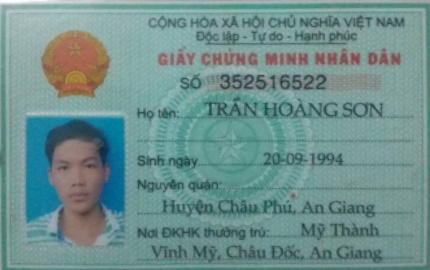 CỘNG HÒA XÃ HỘI CHỦ NGHĨA VIỆT NAM
Độc lập - Tự do - Hạnh phúc
GIẤY CHỨNG MINH NHÂN DÂN
SỐ 352516522
Họ tên: TRẦN HOÀNG SƠN
Sinh ngày 20-09-1994
Nguyên quán:
Huyện Châu Phú, An Giang
Nơi ĐKHK thường trú: Mỹ Thành
Vĩnh Mỹ, Châu Đốc, An Giang